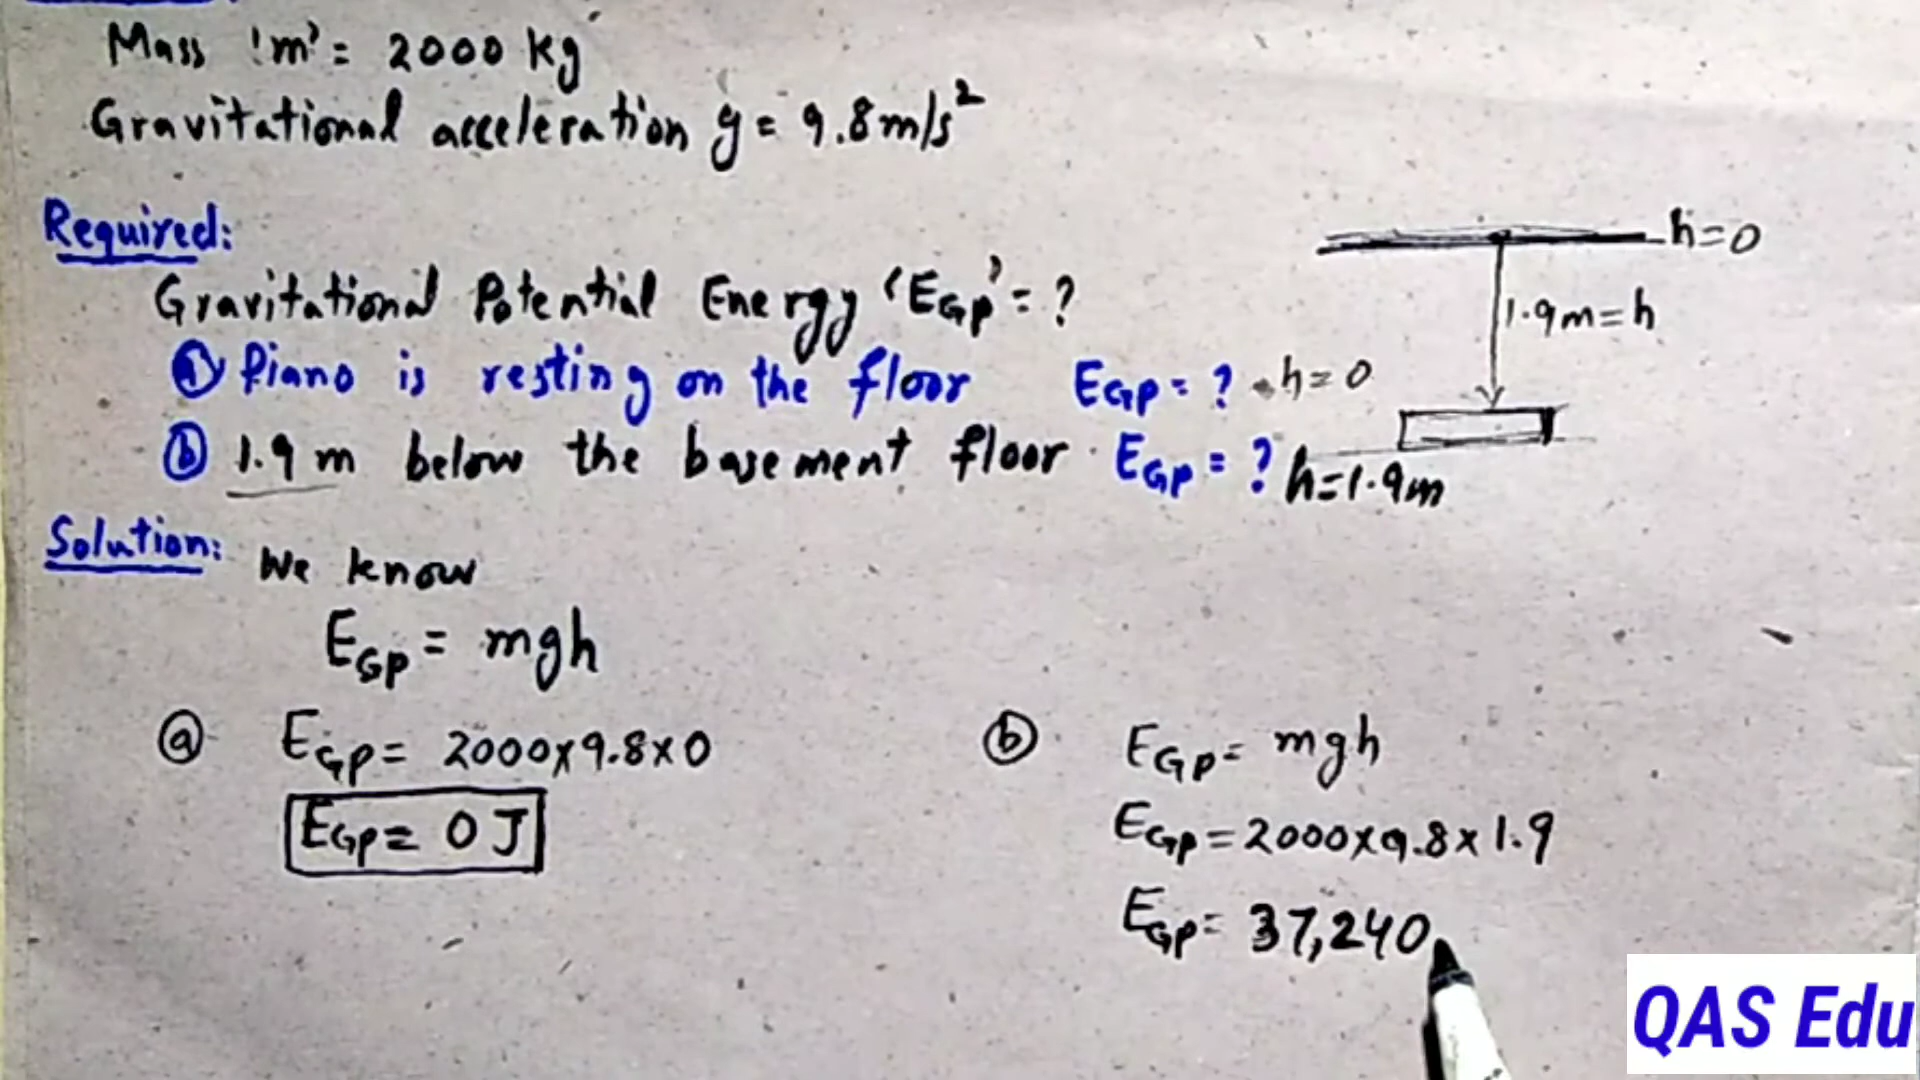 Mass 'm' = 2000 kg
Gravitational acceleration g = 9.8 m/s²
Required:
Gravitational Potential Energy 'EGP' = ?
ⓐ Piano is resting on the floor EGP = ? h = 0
ⓑ 1.9 m below the basement floor EGP = ? h = 1.9m
h = 0
1.9m = h
Solution: We know
EGP = mgh
ⓐ EGP = 2000 x 9.8 x 0
EGP = 0 J
ⓑ EGP = mgh
EGP = 2000 x 9.8 x 1.9
EGP = 37,240
QAS Edu